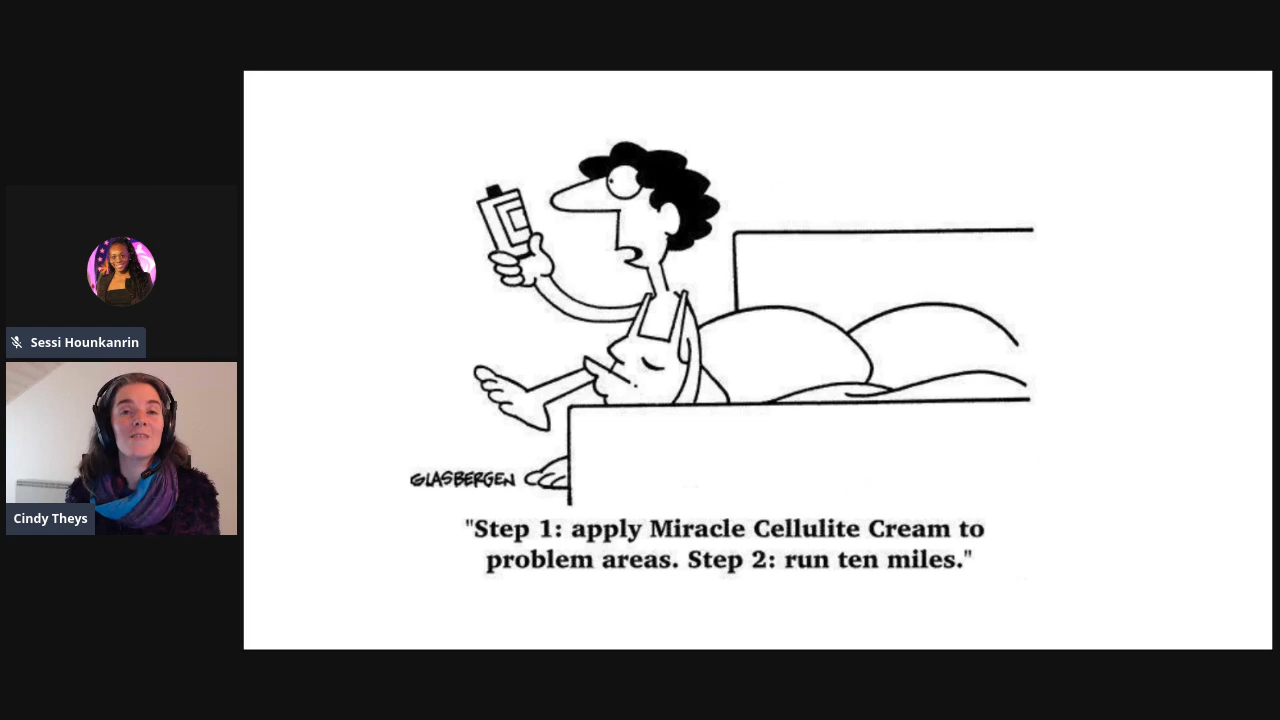 Sessi Hounkanrin
Cindy Theys
GLASBERGEN
"Step 1: apply Miracle Cellulite Cream to
problem areas. Step 2: run ten miles."